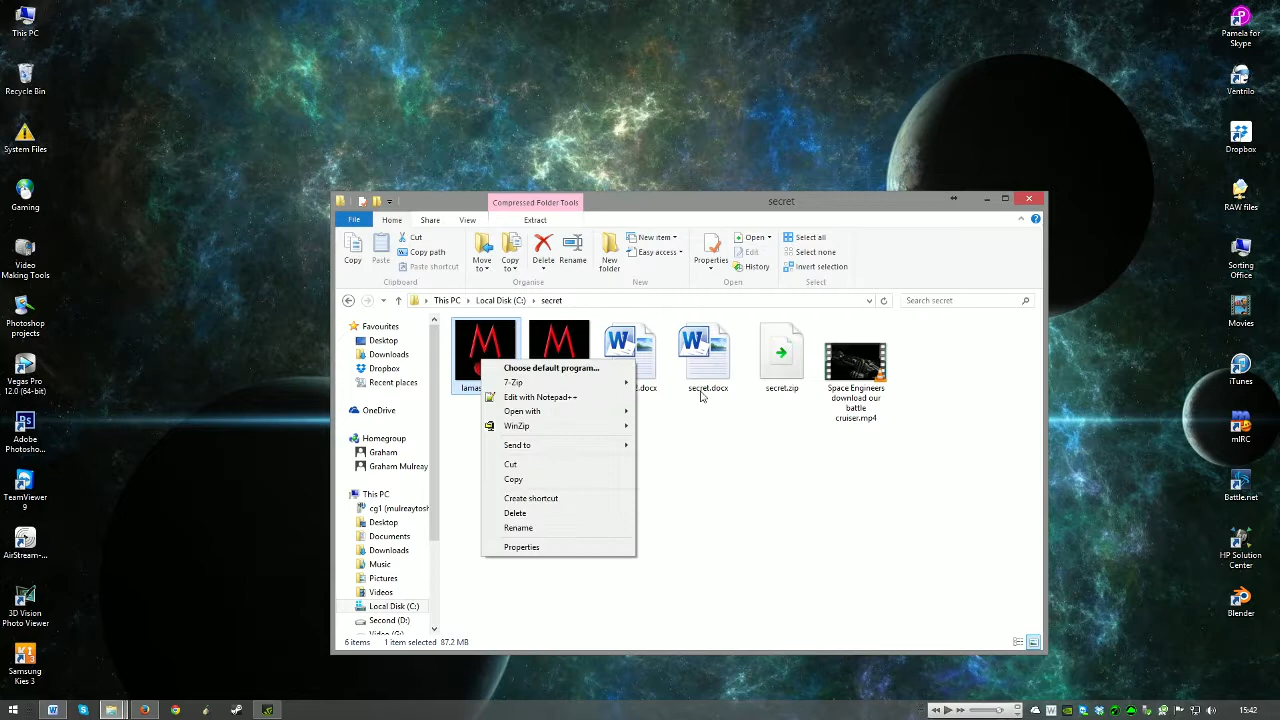 This PC
Recycle Bin
System Files
Gaming
Video
Making Tools
Photoshop
projects
Vegas Pro
12.0 (64-bit)
Adobe
Photosho...
TeamViewer
9
AirStream-...
3D Vision
Photo Viewer
Samsung
Kies 3
Compressed Folder Tools
secret
File
Home
Share
View
Extract
Copy
Paste
Cut
Copy path
Paste shortcut
Clipboard
Move
to
Copy
to
Delete
Rename
Organise
New
folder
New item
Easy access
New
Properties
Open
Edit
History
Open
Select all
Select none
Invert selection
Select
This PC
Local Disk (C:)
secret
Search secret
Favourites
Desktop
Downloads
Dropbox
Recent places
OneDrive
Homegroup
Graham
Graham Mulreay
This PC
cg1 (mulreaytosh
Desktop
Documents
Downloads
Music
Pictures
Videos
Local Disk (C:)
Second (D:)
Video (G:)
Iamas
.docx
secret.docx
secret.zip
Space Engineers
download our
battle
cruiser.mp4
Choose default program...
7-Zip
Edit with Notepad++
Open with
WinZip
Send to
Cut
Copy
Create shortcut
Delete
Rename
Properties
6 items
1 item selected
87.2 MB
Pamela for
Skype
Ventrilo
Dropbox
RAW files
Sorting
Office
Movies
iTunes
mIRC
Battle.net
HP Solution
Center
Blender
15:42